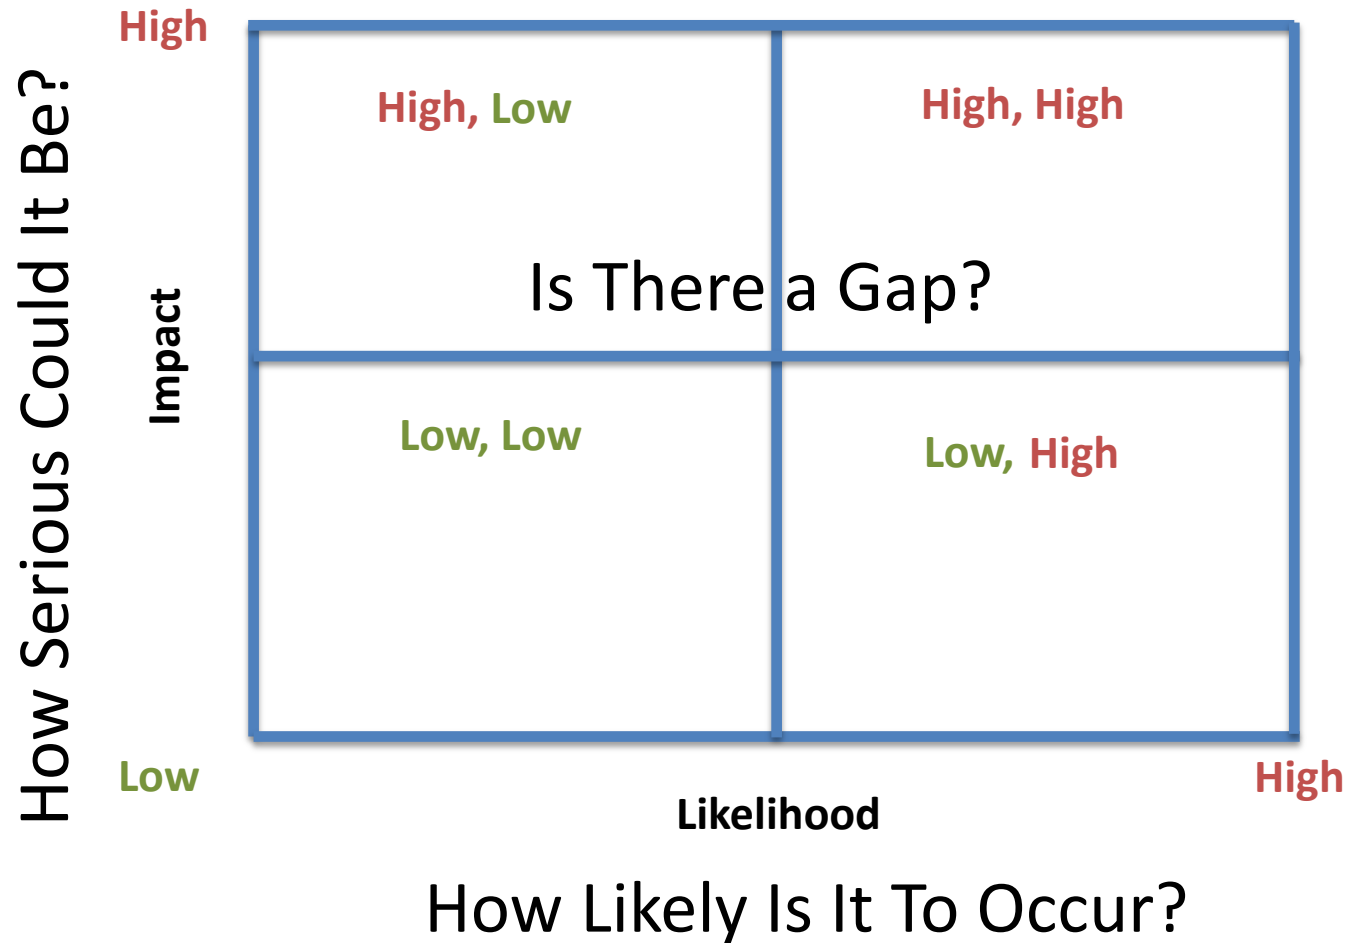 High
How Serious Could It Be?
Impact
High, Low
High, High
Is There a Gap?
Low, Low
Low, High
Low
High
Likelihood
How Likely Is It To Occur?